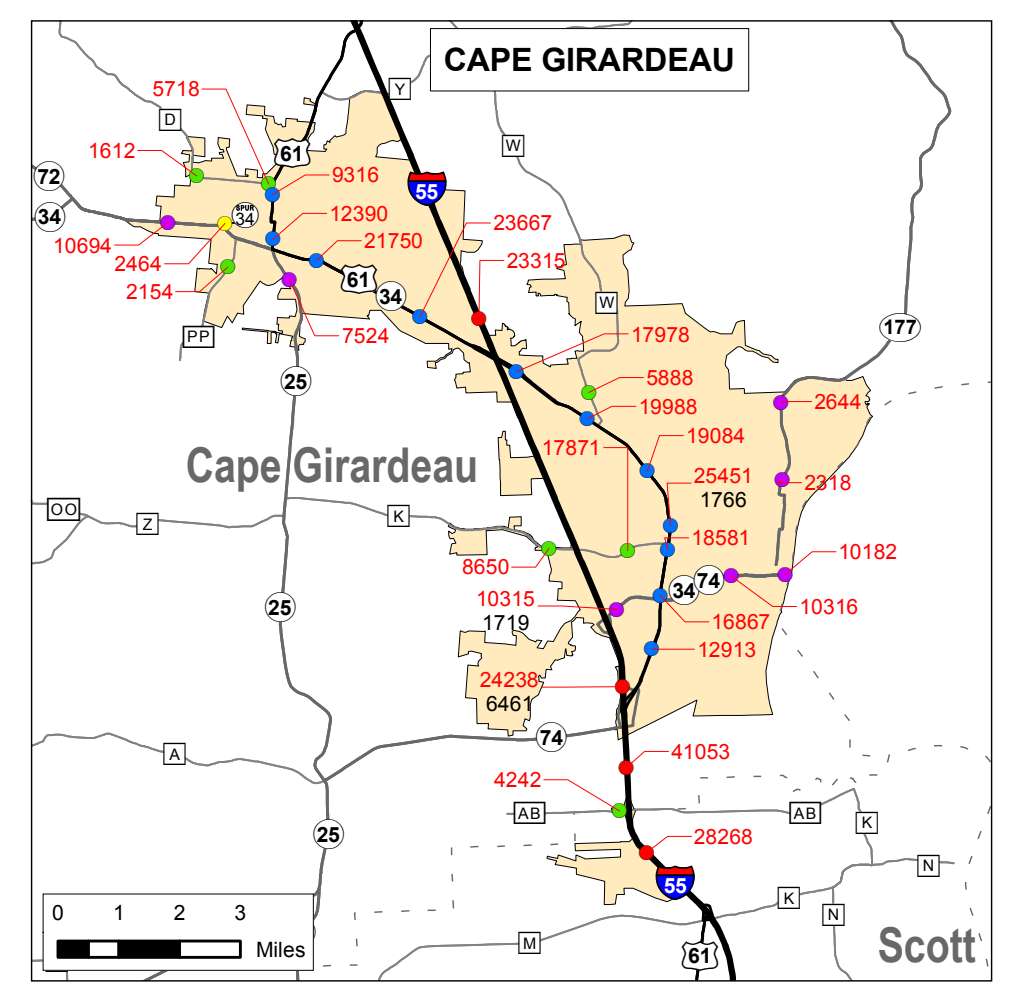 CAPE GIRARDEAU
5718
Y
D
W
1612
61
72
9316
55
SPUR
34
34
12390
23667
10694
21750
2464
23315
61
2154
34
W
177
PP
7524
17978
25
5888
2644
19988
17871
19084
Cape Girardeau
25451
2318
1766
OO
Z
K
18581
8650
10182
74
34
10315
10316
25
1719
16867
12913
24238
6461
74
A
41053
4242
AB
AB
K
25
28268
N
55
K
N
0 1 2 3
Miles
M
61
Scott